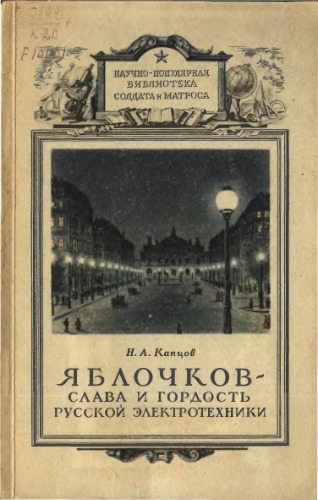 НАУЧНО-ПОПУЛЯРНАЯ
БИБЛИОТЕКА
СОЛДАТА и МАТРОСА
Н. А. Капцов
ЯБЛОЧКОВ-
СЛАВА И ГОРДОСТЬ
РУССКОЙ ЭЛЕКТРОТЕХНИКИ